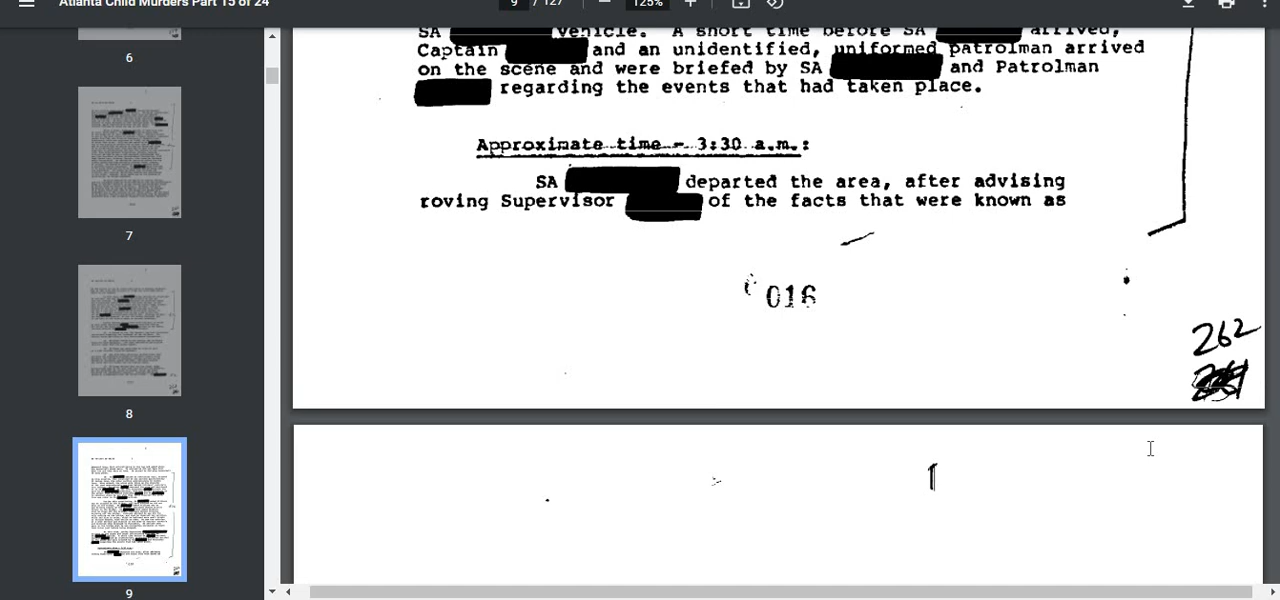 Atlanta Child Murders Part 15 of 24
9 / 127
125%
6
7
8
9
SA vehicle. A short time before SA arrived,
Captain and an unidentified, uniformed patrolman arrived
on the scene and were briefed by SA and Patrolman
regarding the events that had taken place.
Approximate time - 3:30 a.m.:
SA departed the area, after advising
roving Supervisor of the facts that were known as
016
262